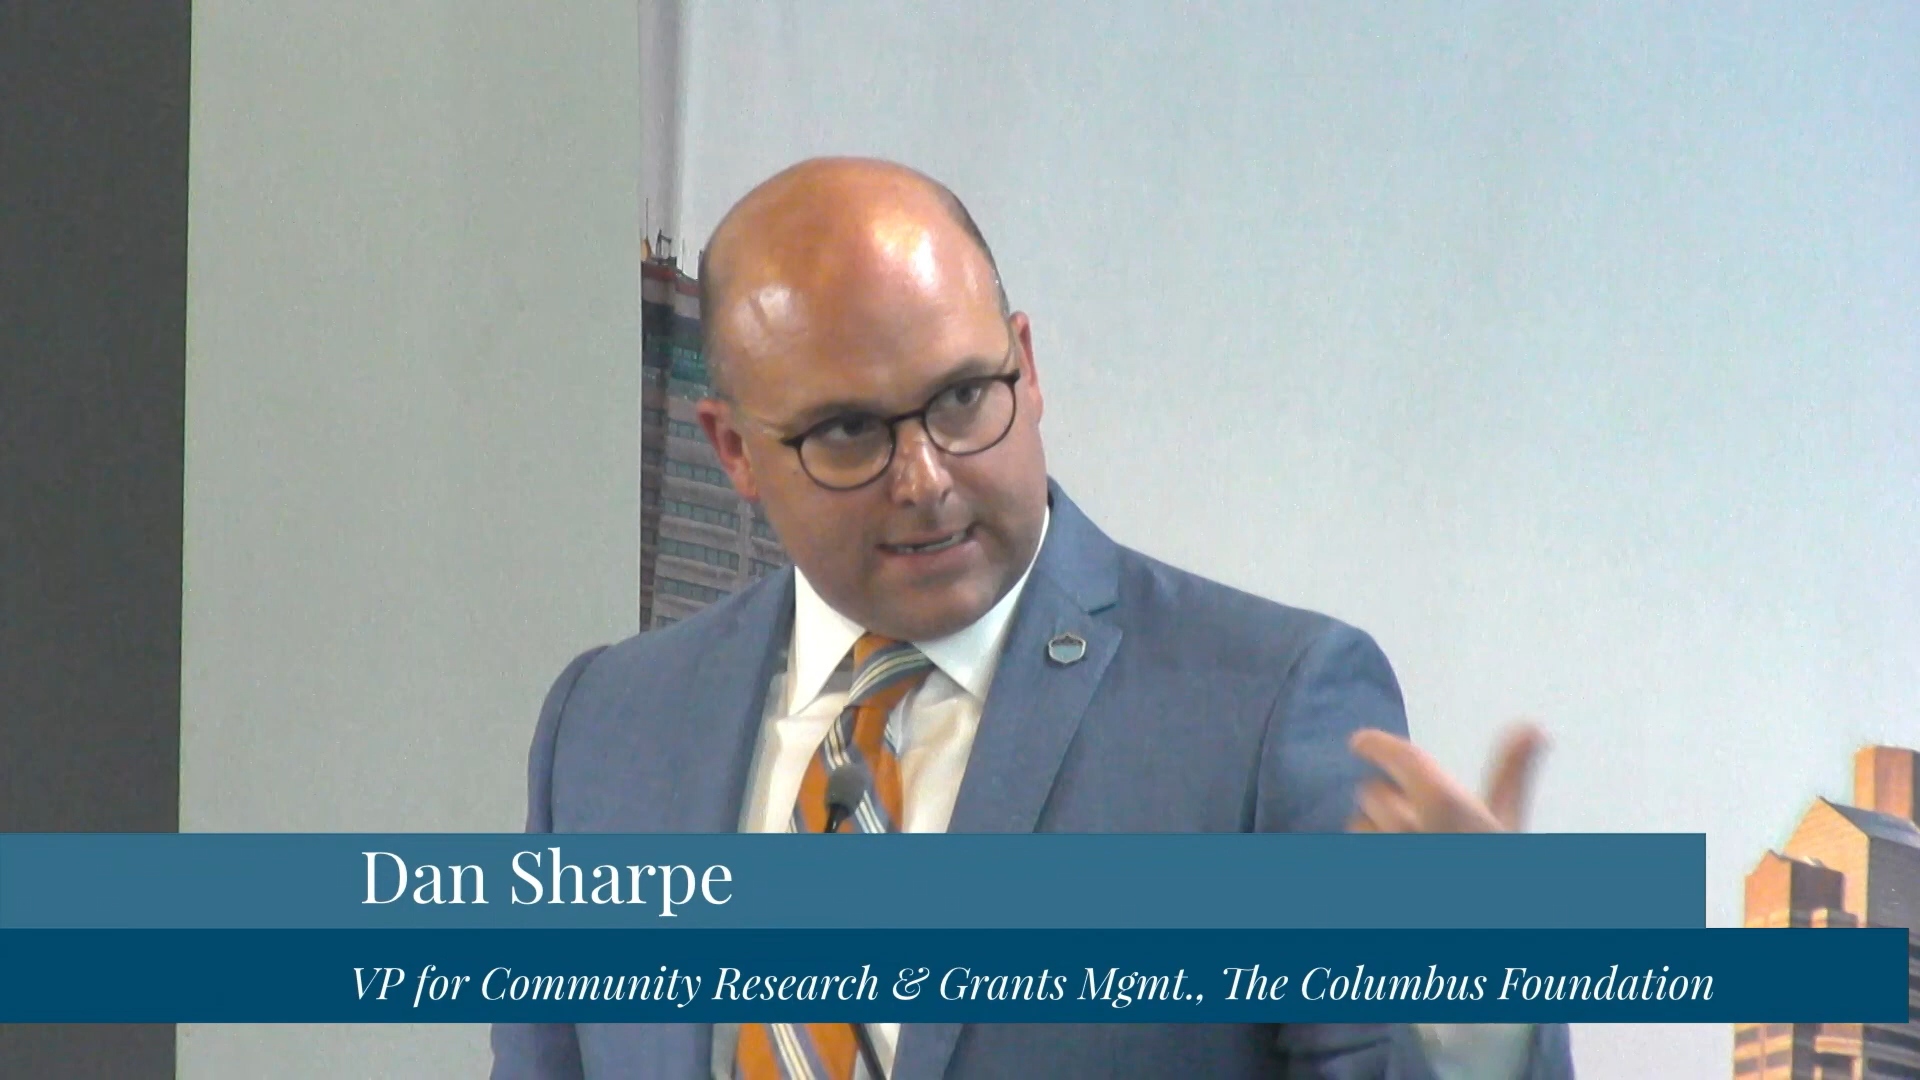 Dan Sharpe
VP for Community Research & Grants Mgmt., The Columbus Foundation